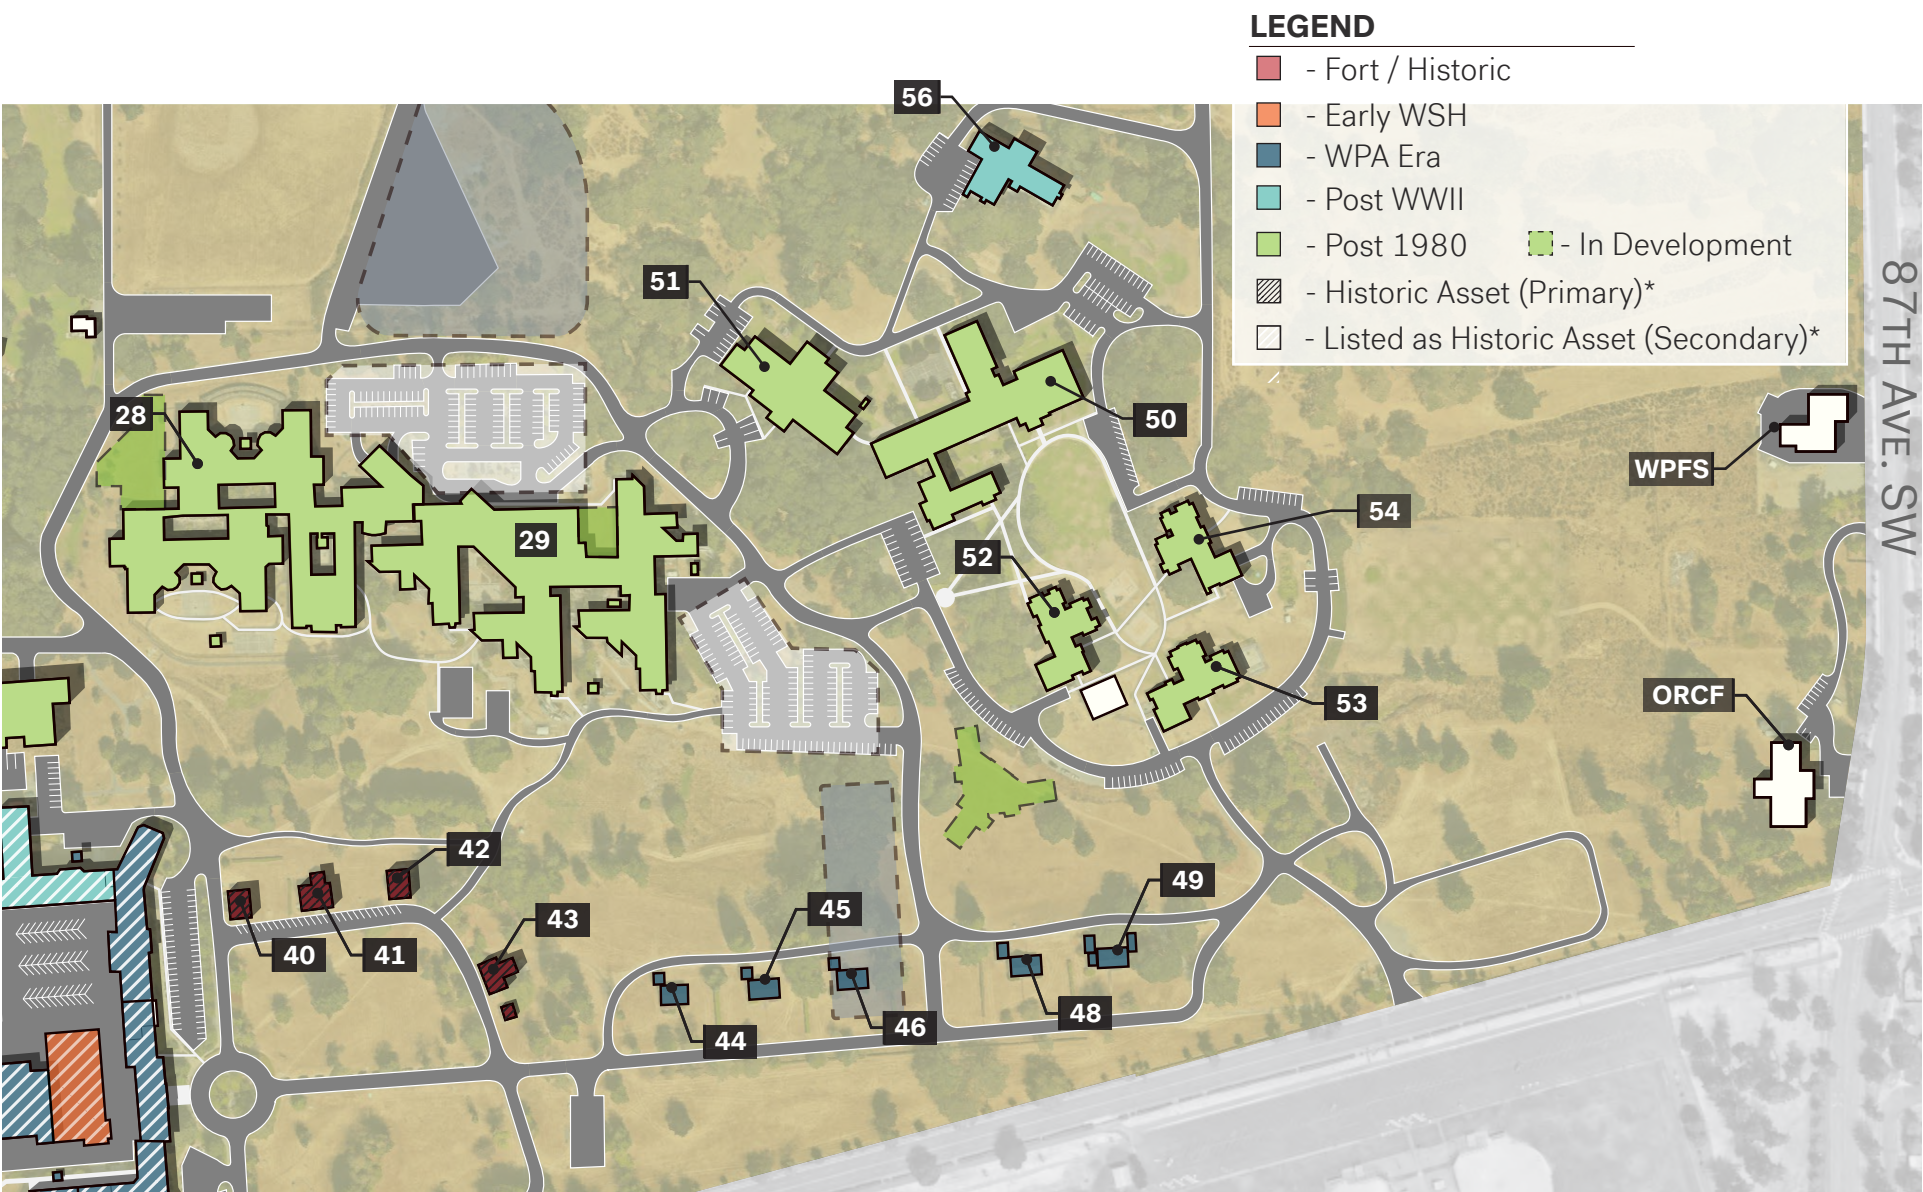 LEGEND
- Fort / Historic
- Early WSH
- WPA Era
- Post WWII
- Post 1980
- In Development
- Historic Asset (Primary)*
- Listed as Historic Asset (Secondary)*
56
51
28
50
WPFS
87TH AVE. SW
54
29
52
ORCF
53
42
49
45
43
40
41
48
46
44